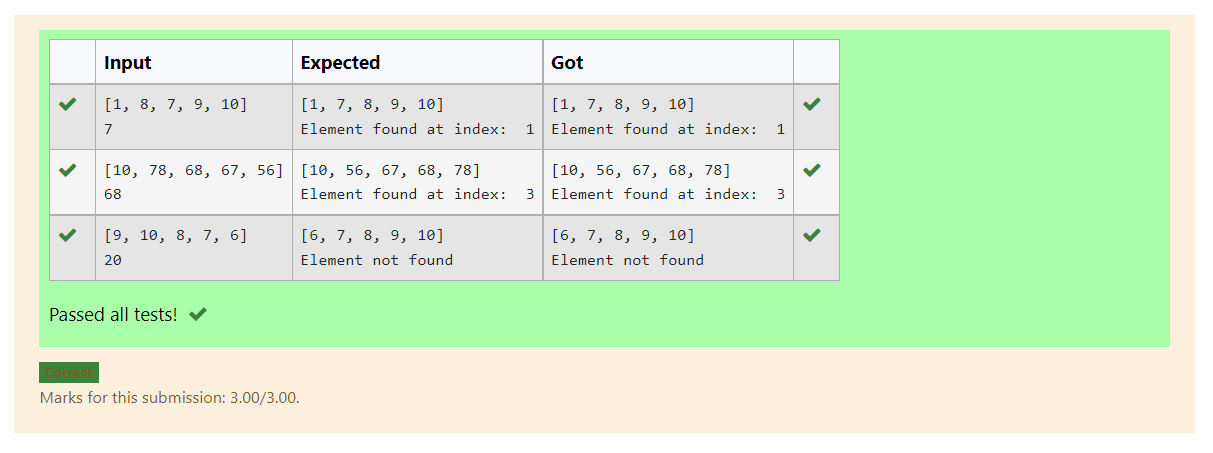 Input Expected Got
[1, 8, 7, 9, 10] [1, 7, 8, 9, 10] [1, 7, 8, 9, 10]
7 Element found at index:  1 Element found at index:  1
[10, 78, 68, 67, 56] [10, 56, 67, 68, 78] [10, 56, 67, 68, 78]
68 Element found at index:  3 Element found at index:  3
[9, 10, 8, 7, 6] [6, 7, 8, 9, 10] [6, 7, 8, 9, 10]
20 Element not found Element not found
Passed all tests!
Correct
Marks for this submission: 3.00/3.00.